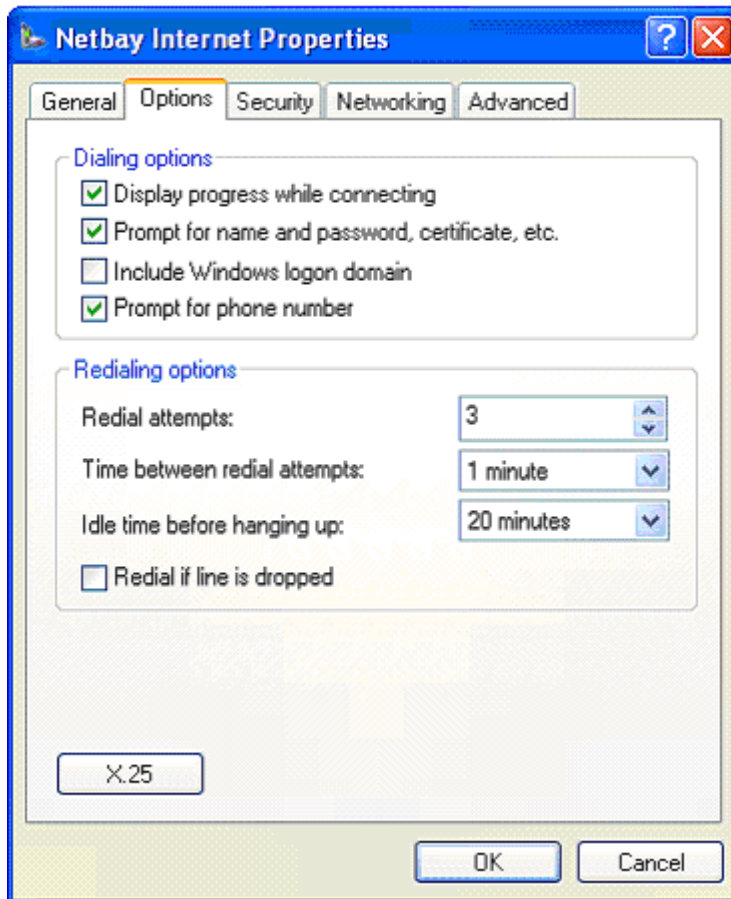 Netbay Internet Properties
General Options Security Networking Advanced
Dialing options
Display progress while connecting
Prompt for name and password, certificate, etc.
Include Windows logon domain
Prompt for phone number
Redialing options
Redial attempts: 3
Time between redial attempts: 1 minute
Idle time before hanging up: 20 minutes
Redial if line is dropped
X.25
OK Cancel